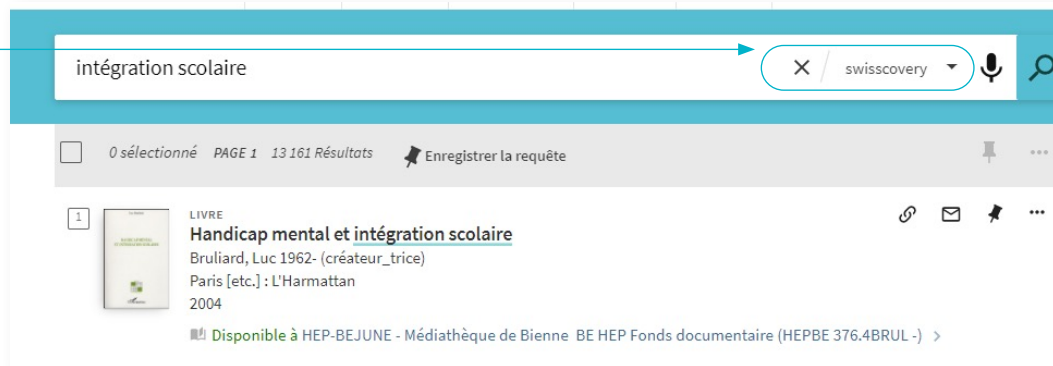 intégration scolaire
swisscovery
0 sélectionné PAGE 1 13 161 Résultats Enregistrer la requête
1
LIVRE
Handicap mental et intégration scolaire
Bruliard, Luc 1962- (créateur_trice)
Paris [etc.] : L'Harmattan
2004
Disponible à HEP-BEJUNE - Médiathèque de Bienne BE HEP Fonds documentaire (HEPBE 376.4BRUL -)